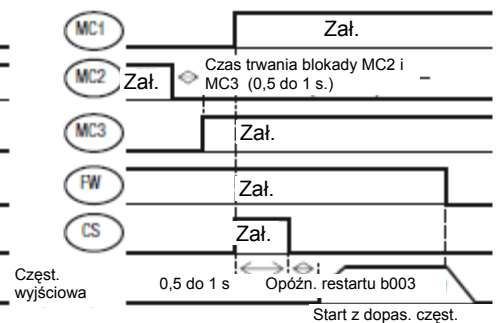 MC1
Zał.
MC2
Zał.
Czas trwania blokady MC2 i
MC3 (0,5 do 1 s.)
MC3
Zał.
FW
Zał.
CS
Zał.
Częst.
wyjściowa
0,5 do 1 s
Opóźn. restartu b003
Start z dopas. częst.